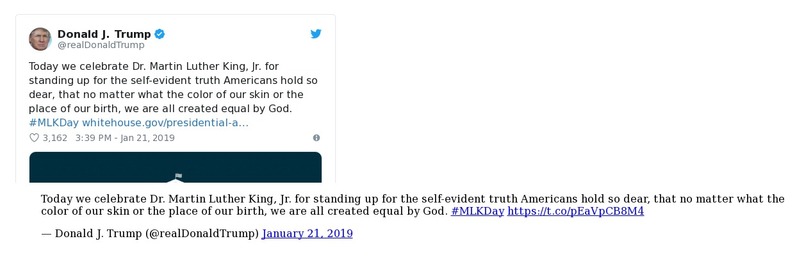 Donald J. Trump
@realDonaldTrump
Today we celebrate Dr. Martin Luther King, Jr. for
standing up for the self-evident truth Americans hold so
dear, that no matter what the color of our skin or the
place of our birth, we are all created equal by God.
#MLKDay whitehouse.gov/presidential-a…
3,162 3:39 PM - Jan 21, 2019
Today we celebrate Dr. Martin Luther King, Jr. for standing up for the self-evident truth Americans hold so dear, that no matter what the
color of our skin or the place of our birth, we are all created equal by God. #MLKDay https://t.co/pEaVpCB8M4
— Donald J. Trump (@realDonaldTrump) January 21, 2019